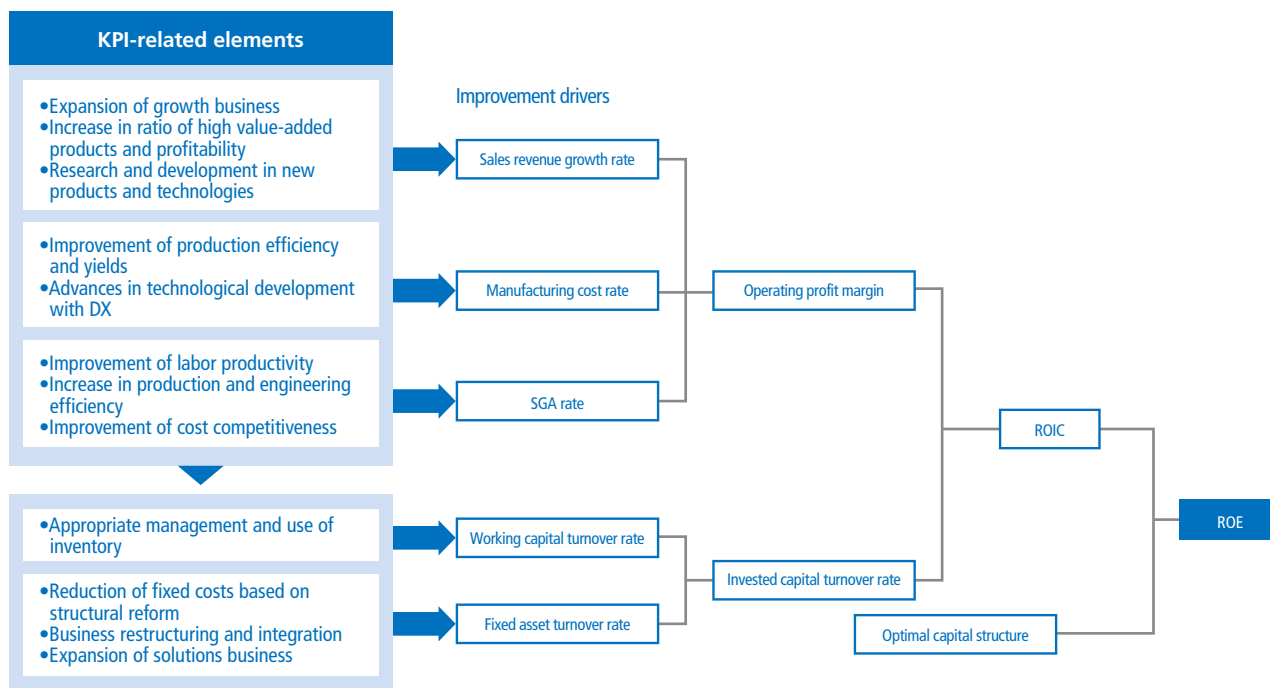 KPI-related elements
•Expansion of growth business
•Increase in ratio of high value-added
products and profitability
•Research and development in new
products and technologies
•Improvement of production efficiency
and yields
•Advances in technological development
with DX
•Improvement of labor productivity
•Increase in production and engineering
efficiency
•Improvement of cost competitiveness
•Appropriate management and use of
inventory
•Reduction of fixed costs based on
structural reform
•Business restructuring and integration
•Expansion of solutions business
Improvement drivers
Sales revenue growth rate
Manufacturing cost rate
SGA rate
Working capital turnover rate
Fixed asset turnover rate
Operating profit margin
Invested capital turnover rate
Optimal capital structure
ROIC
ROE